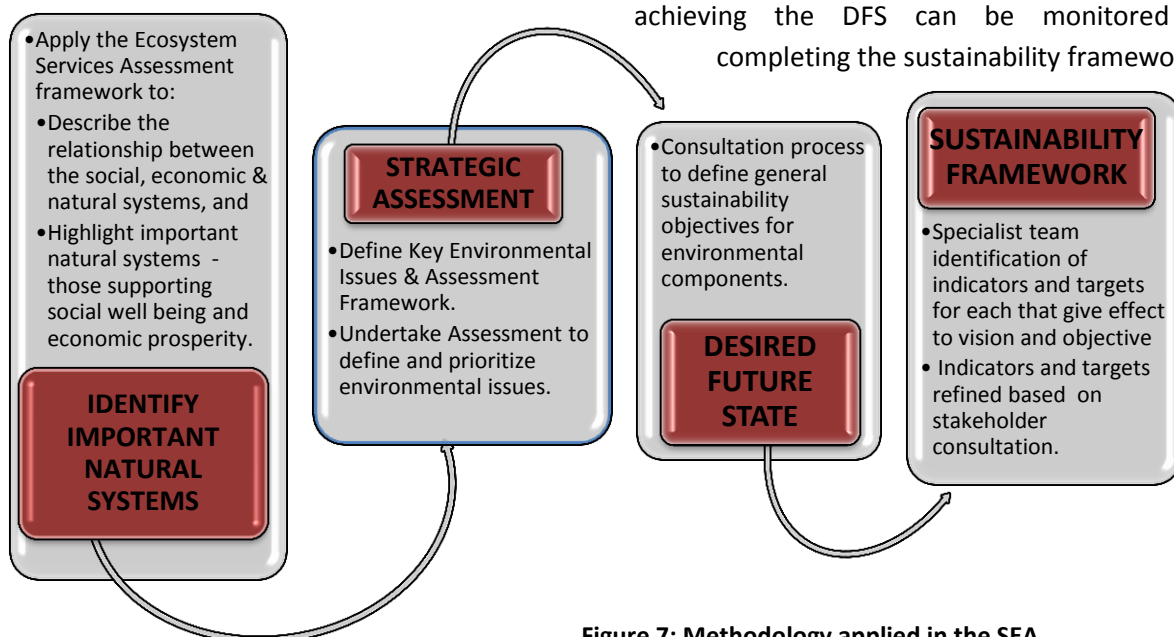 achieving the DFS can be monitored
completing the sustainability framewo
•Apply the Ecosystem
Services Assessment
framework to:
•Describe the
relationship between
the social, economic &
natural systems, and
•Highlight important
natural systems -
those supporting
social well being and
economic prosperity.
IDENTIFY
IMPORTANT
NATURAL
SYSTEMS
STRATEGIC
ASSESSMENT
•Define Key Environmental
Issues & Assessment
Framework.
•Undertake Assessment to
define and prioritize
environmental issues.
•Consultation process
to define general
sustainability
objectives for
environmental
components.
DESIRED
FUTURE
STATE
SUSTAINABILITY
FRAMEWORK
•Specialist team
identification of
indicators and targets
for each that give effect
to vision and objective
• Indicators and targets
refined based on
stakeholder
consultation.
Figure 7: Methodology applied in the SEA